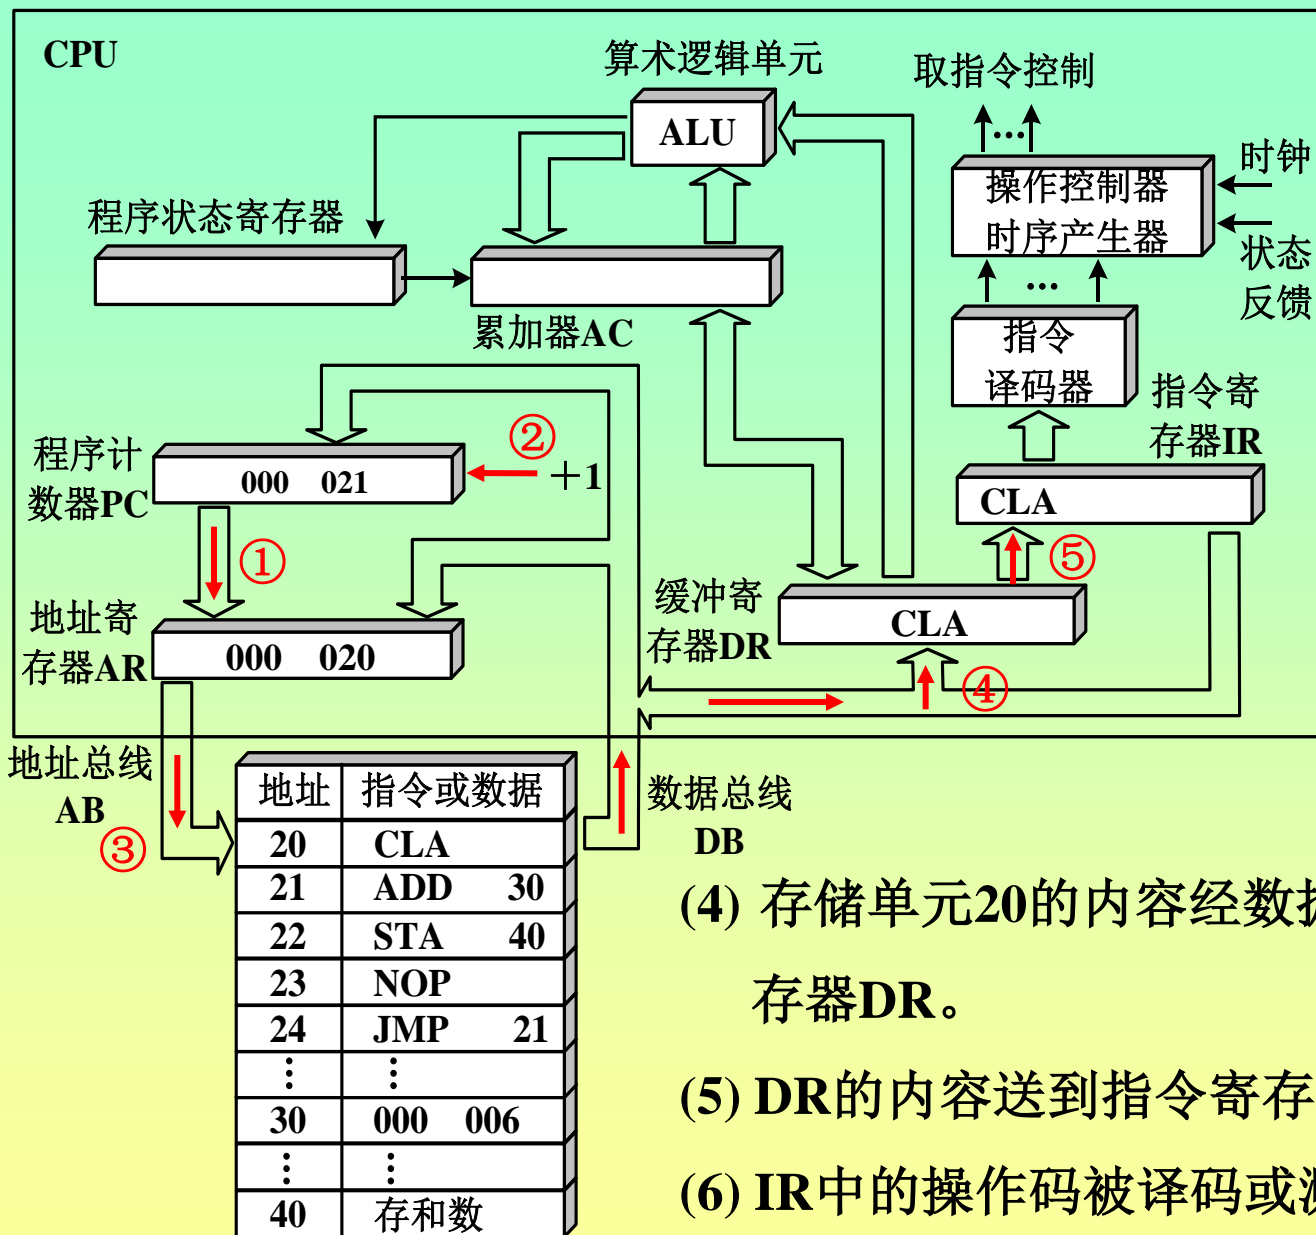 CPU
算术逻辑单元
取指令控制
ALU
...
操作控制器
时序产生器
时钟
状态
反馈
程序状态寄存器
累加器AC
...
指令
译码器
指令寄
存器IR
程序计
数器PC
000 021
②
+1
CLA
①
⑤
地址寄
存器AR
000 020
缓冲寄
存器DR
CLA
④
地址总线
AB
③
数据总线
DB
地址 指令或数据
20 CLA
21 ADD 30
22 STA 40
23 NOP
24 JMP 21
⋮ ⋮
30 000 006
⋮ ⋮
40 存和数
(4) 存储单元20的内容经数
存器DR。
(5) DR的内容送到指令寄存
(6) IR中的操作码被译码或